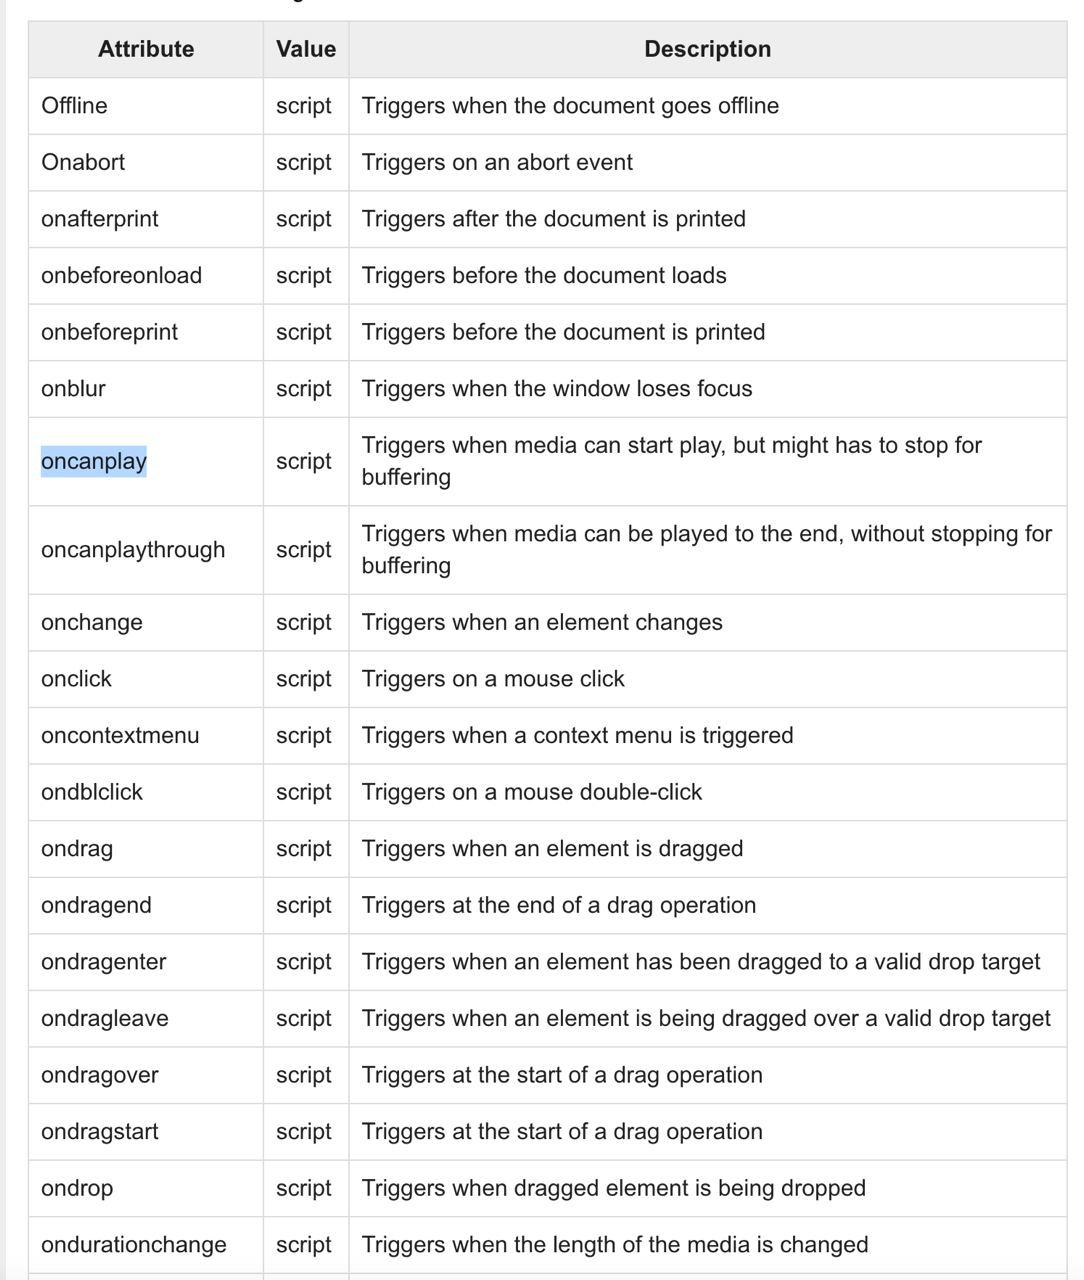 Attribute Value Description
Offline script Triggers when the document goes offline
Onabort script Triggers on an abort event
onafterprint script Triggers after the document is printed
onbeforeonload script Triggers before the document loads
onbeforeprint script Triggers before the document is printed
onblur script Triggers when the window loses focus
oncanplay script Triggers when media can start play, but might has to stop for
buffering
oncanplaythrough script Triggers when media can be played to the end, without stopping for
buffering
onchange script Triggers when an element changes
onclick script Triggers on a mouse click
oncontextmenu script Triggers when a context menu is triggered
ondblclick script Triggers on a mouse double-click
ondrag script Triggers when an element is dragged
ondragend script Triggers at the end of a drag operation
ondragenter script Triggers when an element has been dragged to a valid drop target
ondragleave script Triggers when an element is being dragged over a valid drop target
ondragover script Triggers at the start of a drag operation
ondragstart script Triggers at the start of a drag operation
ondrop script Triggers when dragged element is being dropped
ondurationchange script Triggers when the length of the media is changed